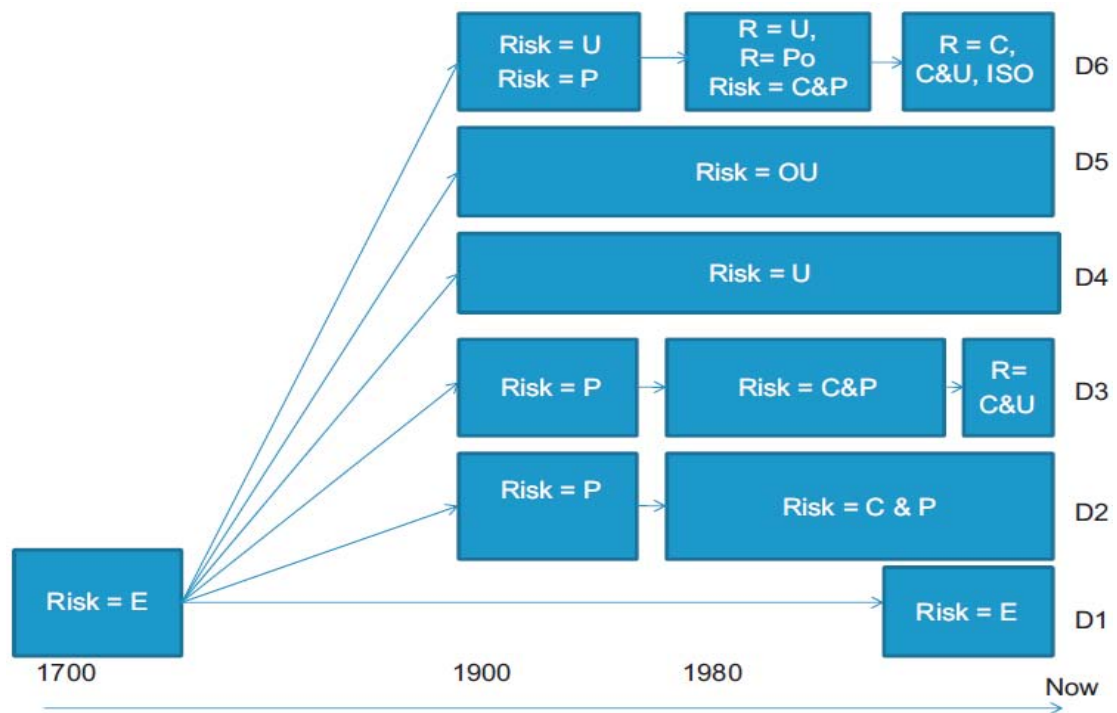 Risk = U
Risk = P
R = U,
R= Po
Risk = C&P
R = C,
C&U, ISO
D6
Risk = OU
D5
Risk = U
D4
Risk = P
Risk = C&P
R=
C&U
D3
Risk = P
Risk = C & P
D2
Risk = E
Risk = E
D1
1700
1900
1980
Now